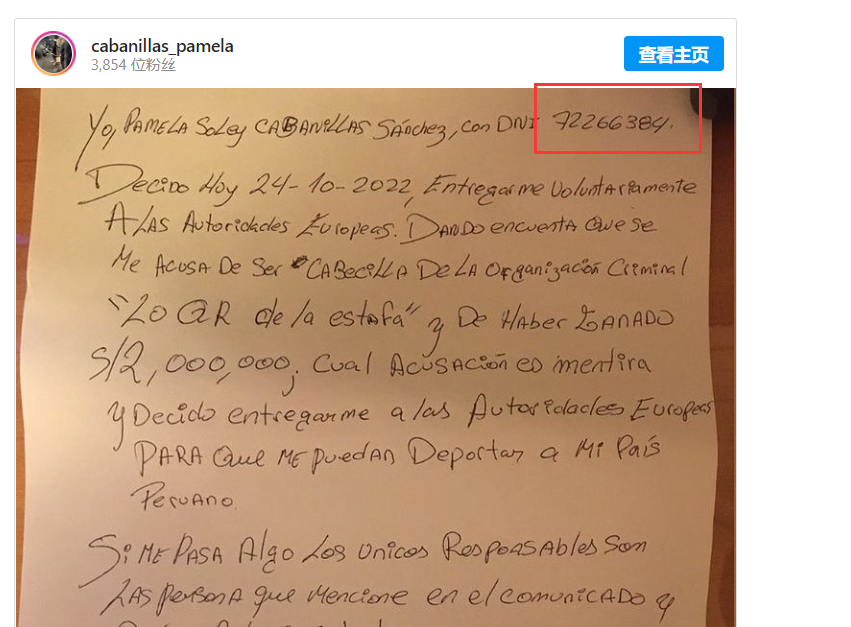 cabanillas_pamela
3,854 位粉丝
查看主页
Yo, PAMELA SOLEY CABANILLAS SÁNCHEZ, con DNI 72266384.
Decido Hoy 24-10-2022, Entregarme Voluntariamente
A LAS Autoridades Europeas. DANDO encuenta Que se
Me ACUSA De Ser CABECILLA De LA Organización Criminal
"LO QR de la estafa" y De Haber GANADO
S/2,000,000; Cual ACUSACIón es mentira
y Decido entregarme a las Autoridades Europeas
PARA Que ME puedan Deportar a Mi País
Peruano.
Si ME PASA Algo Los Unicos Resposables Son
LAS persona que Mencione en el comunicado y